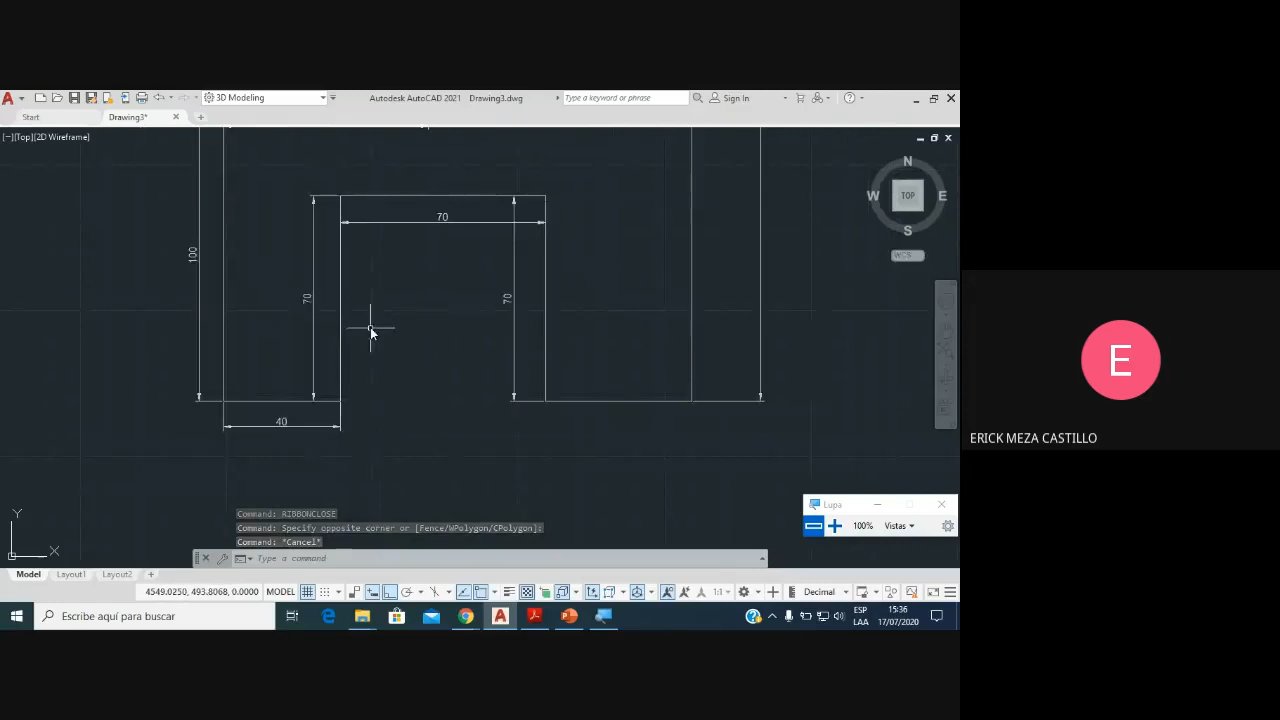 3D Modeling
Autodesk AutoCAD 2021 Drawing3.dwg
Type a keyword or phrase
Sign In
Start
Drawing3*
[−][Top][2D Wireframe]
N
W
TOP
E
S
WCS
70
100
70
70
40
E
ERICK MEZA CASTILLO
Command: RIBBONCLOSE
Command: Specify opposite corner or [Fence/WPolygon/CPolygon]:
Command: *Cancel*
Type a command
Lupa
100%
Vistas
Y
X
Model
Layout1
Layout2
4549.0250, 493.8068, 0.0000
MODEL
1:1
Decimal
Escribe aquí para buscar
ESP
LAA
15:36
17/07/2020